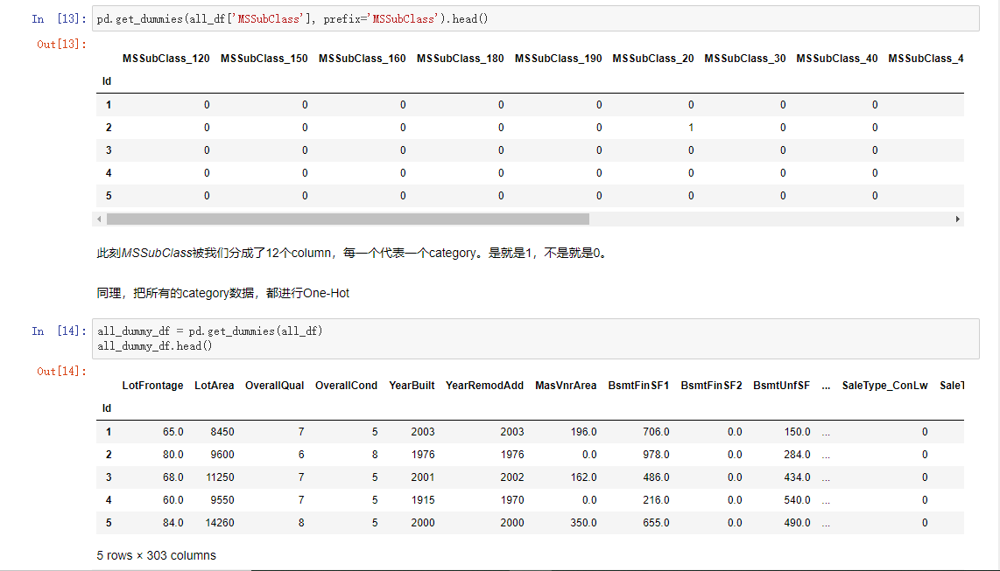 In [13]: pd.get_dummies(all_df['MSSubClass'], prefix='MSSubClass').head()
Out[13]:
MSSubClass_120 MSSubClass_150 MSSubClass_160 MSSubClass_180 MSSubClass_190 MSSubClass_20 MSSubClass_30 MSSubClass_40 MSSubClass_4
Id
1 0 0 0 0 0 0 0 0
2 0 0 0 0 0 1 0 0
3 0 0 0 0 0 0 0 0
4 0 0 0 0 0 0 0 0
5 0 0 0 0 0 0 0 0
此刻MSSubClass被我们分成了12个column，每一个代表一个category。是就是1，不是就是0。
同理，把所有的category数据，都进行One-Hot
In [14]: all_dummy_df = pd.get_dummies(all_df)
all_dummy_df.head()
Out[14]:
LotFrontage LotArea OverallQual OverallCond YearBuilt YearRemodAdd MasVnrArea BsmtFinSF1 BsmtFinSF2 BsmtUnfSF ... SaleType_ConLw SaleT
Id
1 65.0 8450 7 5 2003 2003 196.0 706.0 0.0 150.0 ... 0
2 80.0 9600 6 8 1976 1976 0.0 978.0 0.0 284.0 ... 0
3 68.0 11250 7 5 2001 2002 162.0 486.0 0.0 434.0 ... 0
4 60.0 9550 7 5 1915 1970 0.0 216.0 0.0 540.0 ... 0
5 84.0 14260 8 5 2000 2000 350.0 655.0 0.0 490.0 ... 0
5 rows × 303 columns